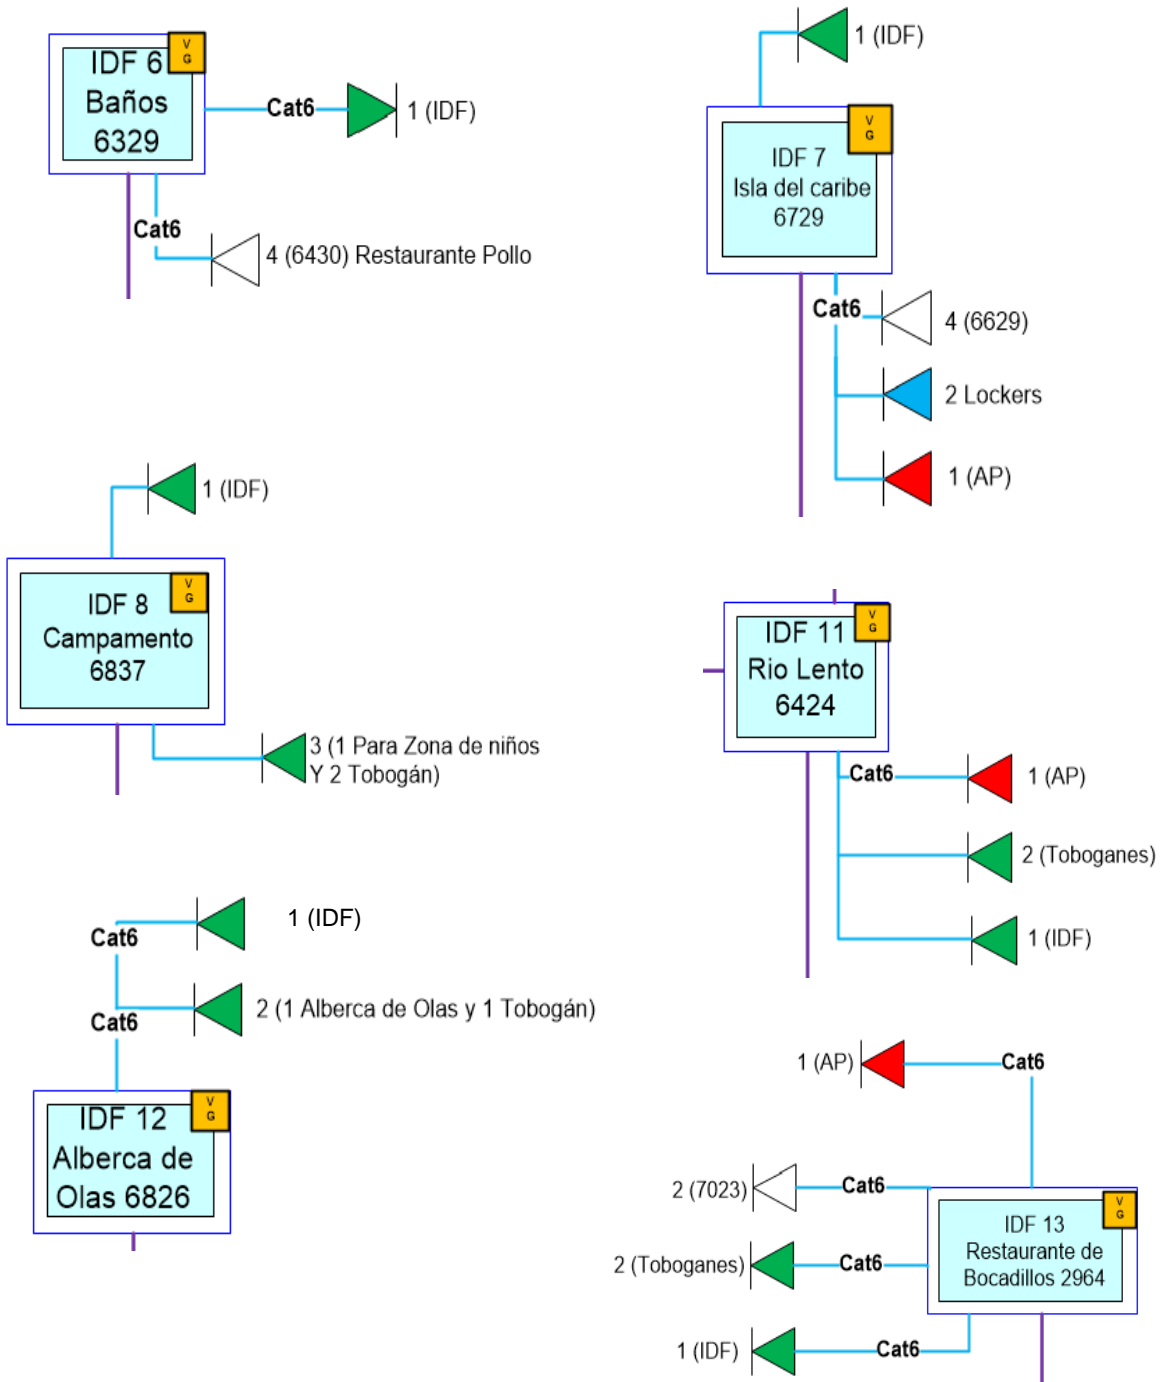 V
G
IDF 6
Baños
6329
Cat6
1 (IDF)
Cat6
4 (6430) Restaurante Pollo
1 (IDF)
V
G
IDF 7
Isla del caribe
6729
Cat6
4 (6629)
2 Lockers
1 (AP)
1 (IDF)
V
G
IDF 8
Campamento
6837
3 (1 Para Zona de niños
Y 2 Tobogán)
V
G
IDF 11
Rio Lento
6424
Cat6
1 (AP)
2 (Toboganes)
1 (IDF)
1 (IDF)
Cat6
2 (1 Alberca de Olas y 1 Tobogán)
Cat6
V
G
IDF 12
Alberca de
Olas 6826
1 (AP)
Cat6
2 (7023)
Cat6
V
G
IDF 13
Restaurante de
Bocadillos 2964
2 (Toboganes)
Cat6
1 (IDF)
Cat6